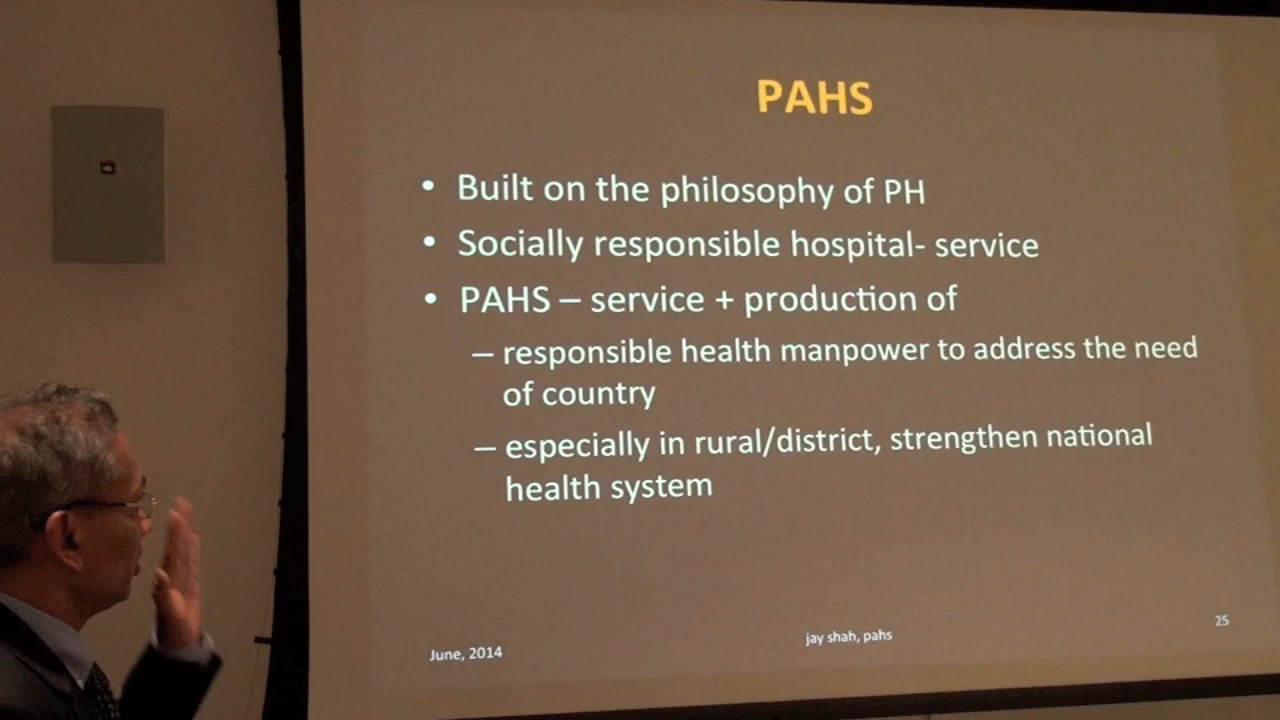 PAHS
• Built on the philosophy of PH
• Socially responsible hospital- service
• PAHS – service + production of
– responsible health manpower to address the need
of country
– especially in rural/district, strengthen national
health system
June, 2014
jay shah, pahs
25